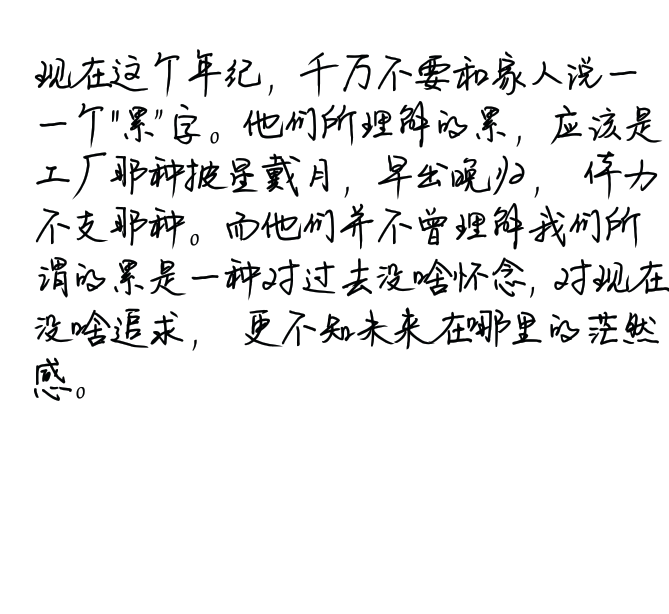 现在这个年纪，千万不要和家人说一
一个"累"字。他们所理解的累，应该是
工厂那种披星戴月，早出晚归，体力
不支那种。而他们并不曾理解我们所
谓的累是一种对过去没啥怀念，对现在
没啥追求，更不知未来在哪里的茫然
感。